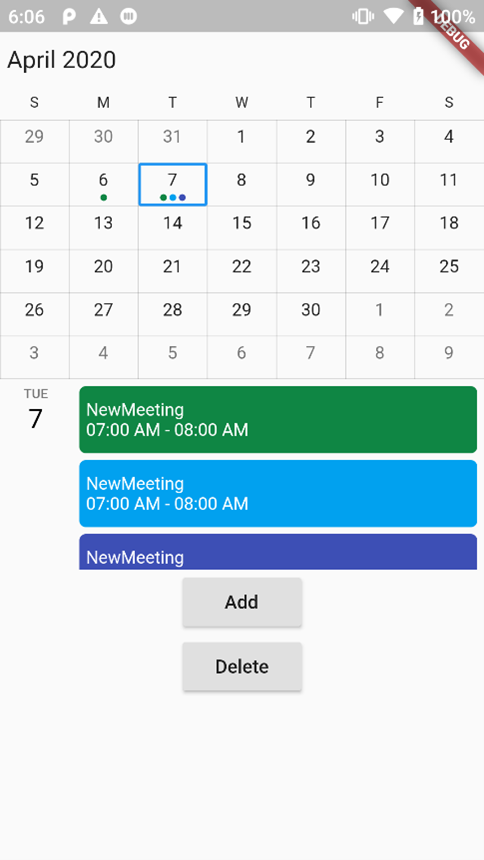 6:06 100%
DEBUG
April 2020
S M T W T F S
29 30 31 1 2 3 4
5 6 7 8 9 10 11
12 13 14 15 16 17 18
19 20 21 22 23 24 25
26 27 28 29 30 1 2
3 4 5 6 7 8 9
TUE
7
NewMeeting
07:00 AM - 08:00 AM
NewMeeting
07:00 AM - 08:00 AM
NewMeeting
Add
Delete